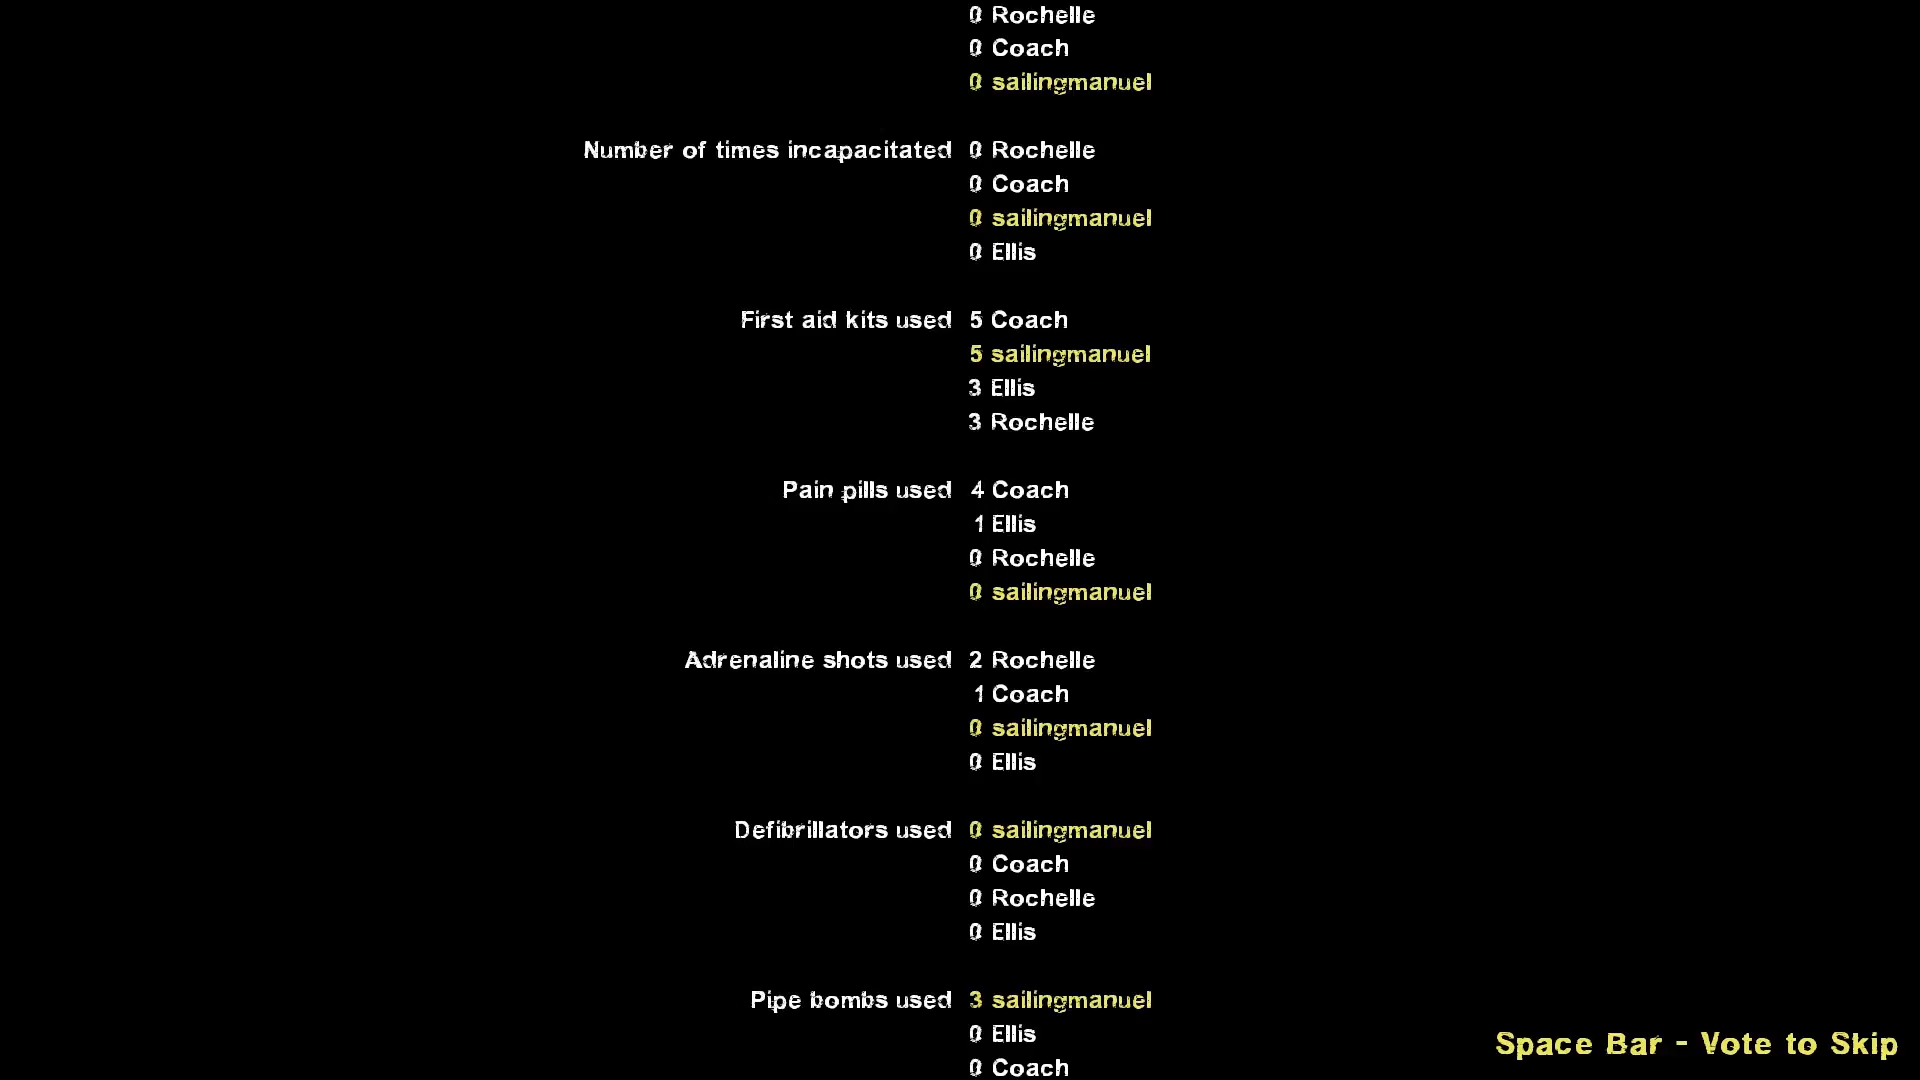 0 Rochelle
0 Coach
0 sailingmanuel
Number of times incapacitated 0 Rochelle
0 Coach
0 sailingmanuel
0 Ellis
First aid kits used 5 Coach
5 sailingmanuel
3 Ellis
3 Rochelle
Pain pills used 4 Coach
1 Ellis
0 Rochelle
0 sailingmanuel
Adrenaline shots used 2 Rochelle
1 Coach
0 sailingmanuel
0 Ellis
Defibrillators used 0 sailingmanuel
0 Coach
0 Rochelle
0 Ellis
Pipe bombs used 3 sailingmanuel
0 Ellis
0 Coach
Space Bar - Vote to Skip